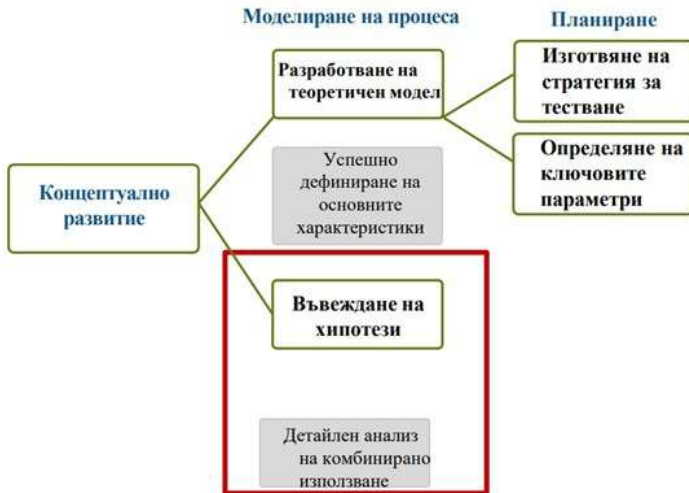 Моделиране на процеса
Планиране
Разработване на
теоретичен модел
Изготвяне на
стратегия за
тестване
Успешно
дефиниране на
основните
характеристики
Определяне на
ключовите
параметри
Концептуално
развитие
Въвеждане на
хипотези
Детайлен анализ
на комбинирано
използване